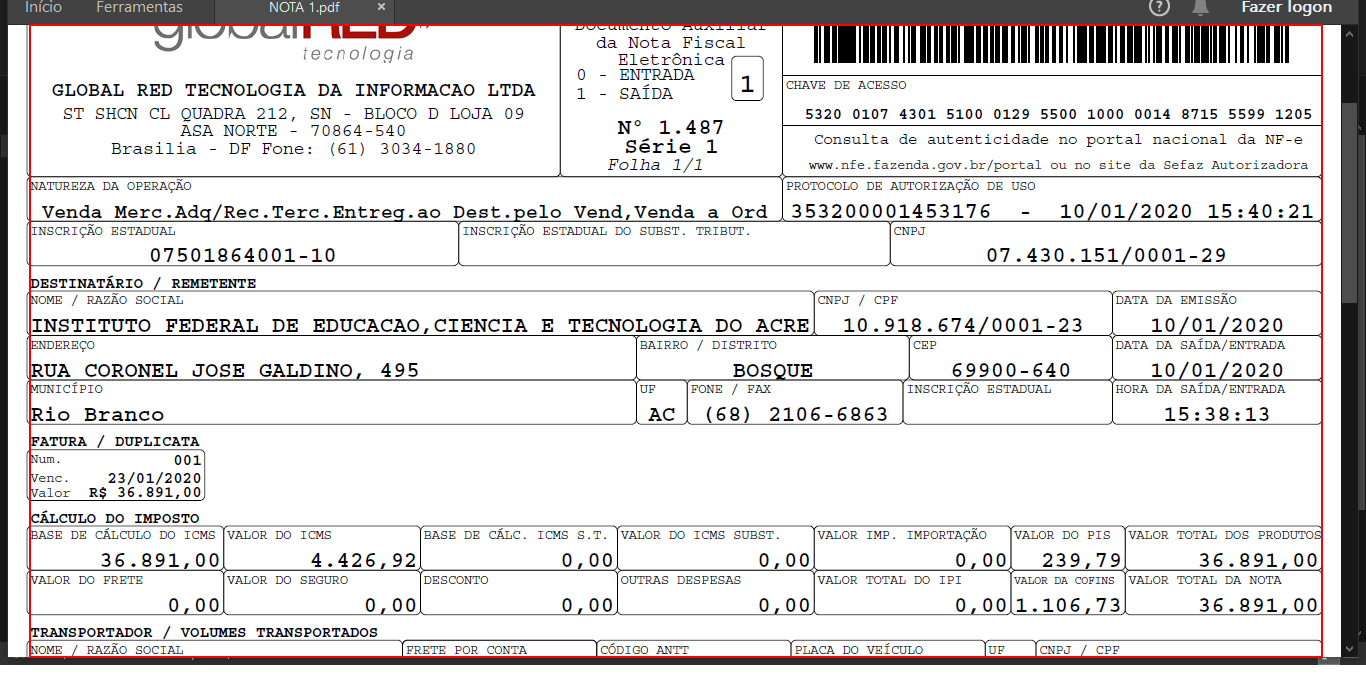 Início Ferramentas NOTA 1.pdf × ? Fazer logon
globalRED
tecnologia
Documento Auxiliar
da Nota Fiscal
Eletrônica
0 - ENTRADA
1 - SAÍDA
1
Nº 1.487
Série 1
Folha 1/1
GLOBAL RED TECNOLOGIA DA INFORMACAO LTDA
ST SHCN CL QUADRA 212, SN - BLOCO D LOJA 09
ASA NORTE - 70864-540
Brasilia - DF Fone: (61) 3034-1880
CHAVE DE ACESSO
5320 0107 4301 5100 0129 5500 1000 0014 8715 5599 1205
Consulta de autenticidade no portal nacional da NF-e
www.nfe.fazenda.gov.br/portal ou no site da Sefaz Autorizadora
NATUREZA DA OPERAÇÃO
Venda Merc.Adq/Rec.Terc.Entreg.ao Dest.pelo Vend,Venda a Ord
PROTOCOLO DE AUTORIZAÇÃO DE USO
353200001453176 - 10/01/2020 15:40:21
INSCRIÇÃO ESTADUAL
07501864001-10
INSCRIÇÃO ESTADUAL DO SUBST. TRIBUT.
CNPJ
07.430.151/0001-29
DESTINATÁRIO / REMETENTE
NOME / RAZÃO SOCIAL
INSTITUTO FEDERAL DE EDUCACAO,CIENCIA E TECNOLOGIA DO ACRE
CNPJ / CPF
10.918.674/0001-23
DATA DA EMISSÃO
10/01/2020
ENDEREÇO
RUA CORONEL JOSE GALDINO, 495
BAIRRO / DISTRITO
BOSQUE
CEP
69900-640
DATA DA SAÍDA/ENTRADA
10/01/2020
MUNICÍPIO
Rio Branco
UF
AC
FONE / FAX
(68) 2106-6863
INSCRIÇÃO ESTADUAL
HORA DA SAÍDA/ENTRADA
15:38:13
FATURA / DUPLICATA
Num. 001
Venc. 23/01/2020
Valor R$ 36.891,00
CÁLCULO DO IMPOSTO
BASE DE CÁLCULO DO ICMS
36.891,00
VALOR DO ICMS
4.426,92
BASE DE CÁLC. ICMS S.T.
0,00
VALOR DO ICMS SUBST.
0,00
VALOR IMP. IMPORTAÇÃO
0,00
VALOR DO PIS
239,79
VALOR TOTAL DOS PRODUTOS
36.891,00
VALOR DO FRETE
0,00
VALOR DO SEGURO
0,00
DESCONTO
0,00
OUTRAS DESPESAS
0,00
VALOR TOTAL DO IPI
0,00
VALOR DA COFINS
1.106,73
VALOR TOTAL DA NOTA
36.891,00
TRANSPORTADOR / VOLUMES TRANSPORTADOS
NOME / RAZÃO SOCIAL
FRETE POR CONTA
CÓDIGO ANTT
PLACA DO VEÍCULO
UF
CNPJ / CPF